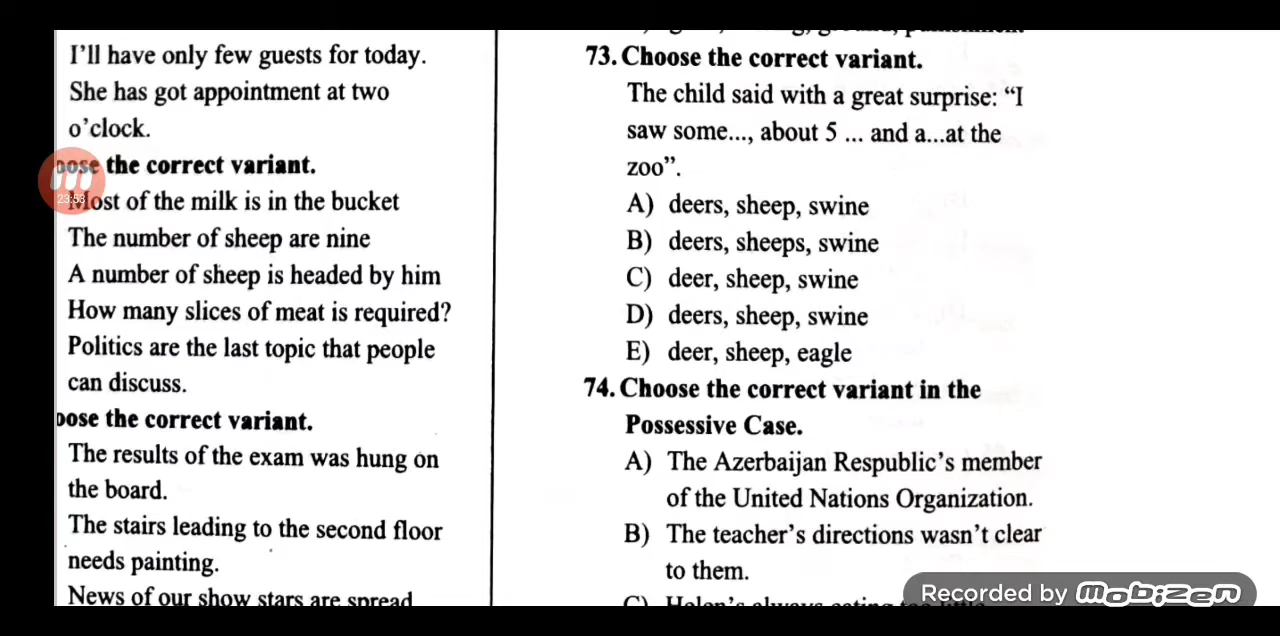 I'll have only few guests for today.
She has got appointment at two
o'clock.
the correct variant.
Most of the milk is in the bucket
The number of sheep are nine
A number of sheep is headed by him
How many slices of meat is required?
Politics are the last topic that people
can discuss.
the correct variant.
The results of the exam was hung on
the board.
The stairs leading to the second floor
needs painting.
News of our show stars are spread
73. Choose the correct variant.
The child said with a great surprise: “I
saw some..., about 5 ... and a...at the
zoo”.
A) deers, sheep, swine
B) deers, sheeps, swine
C) deer, sheep, swine
D) deers, sheep, swine
E) deer, sheep, eagle
74. Choose the correct variant in the
Possessive Case.
A) The Azerbaijan Respublic's member
of the United Nations Organization.
B) The teacher's directions wasn't clear
to them.
C) Helen's always eating
23:53
Recorded by Mobizen